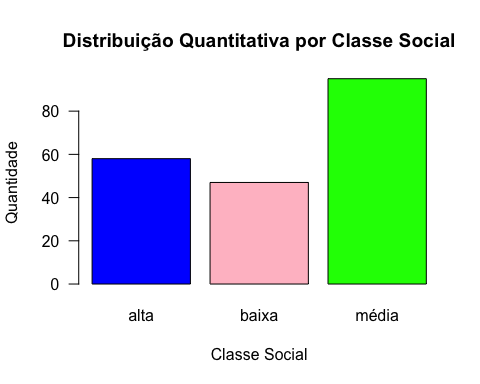 Distribuição Quantitativa por Classe Social
Quantidade
80
60
40
20
0
alta baixa média
Classe Social